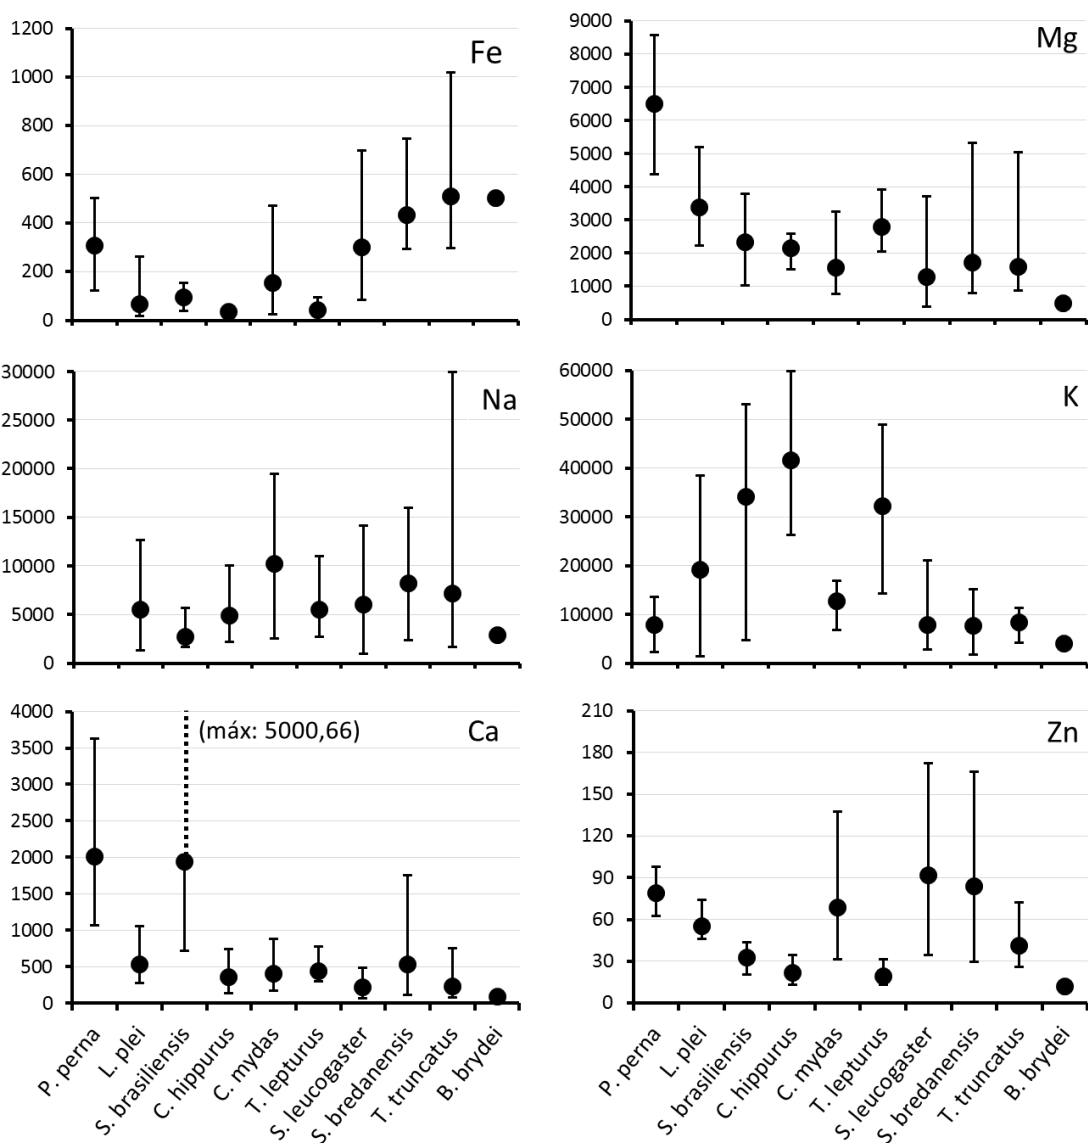 Fe
1200
1000
800
600
400
200
0
Mg
9000
8000
7000
6000
5000
4000
3000
2000
1000
0
Na
30000
25000
20000
15000
10000
5000
0
K
60000
50000
40000
30000
20000
10000
0
Ca
(máx: 5000,66)
4000
3500
3000
2500
2000
1500
1000
500
0
P. perna
L. plei
S. brasiliensis
C. hippurus
C. mydas
T. lepturus
S. leucogaster
S. bredanensis
T. truncatus
B. brydei
Zn
210
180
150
120
90
60
30
0
P. perna
L. plei
S. brasiliensis
C. hippurus
C. mydas
T. lepturus
S. leucogaster
S. bredanensis
T. truncatus
B. brydei